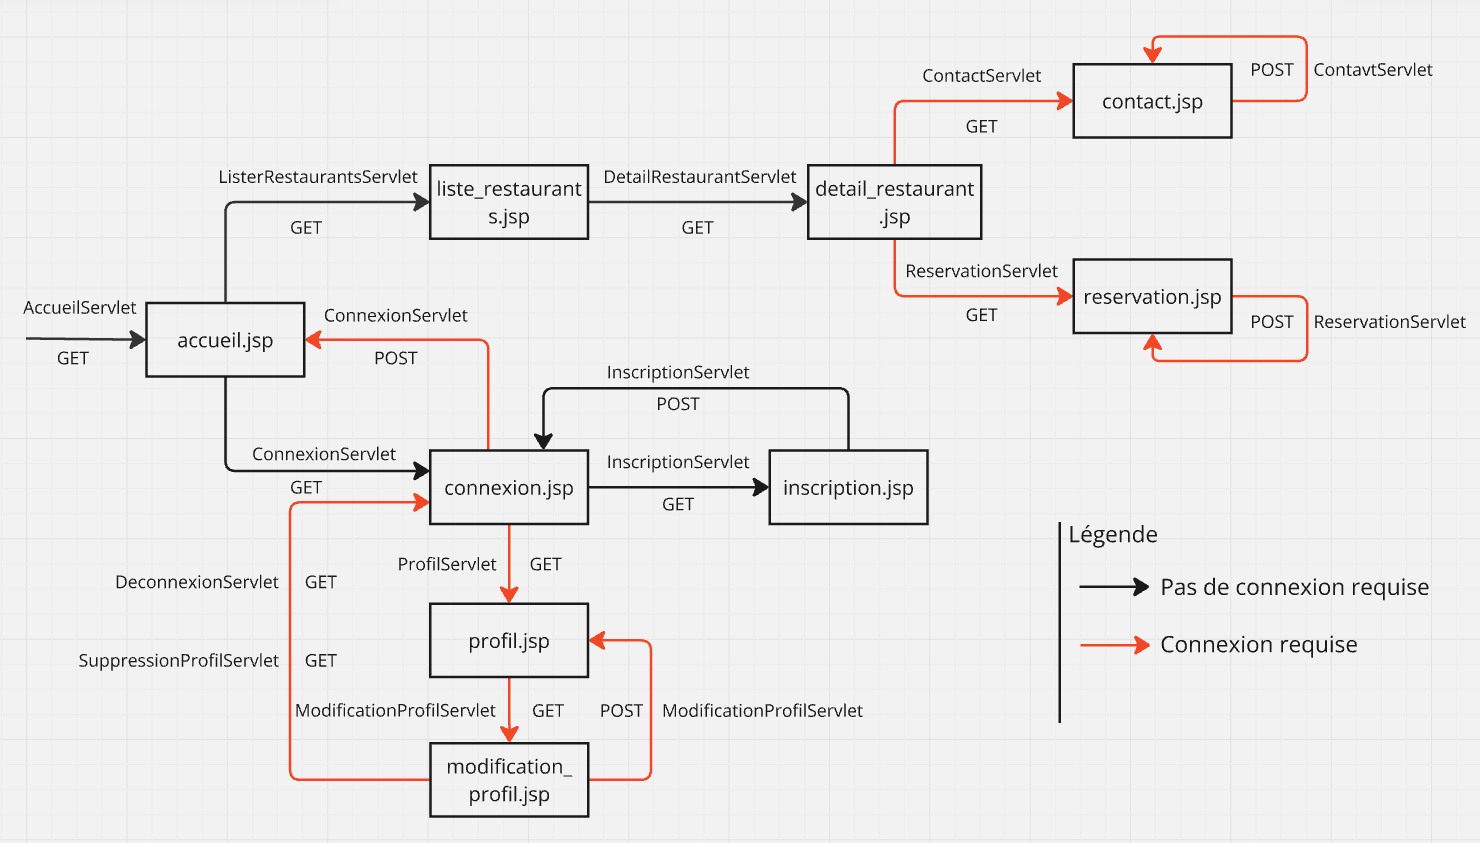 ContactServlet
GET
contact.jsp
POST
ContavtServlet
ListerRestaurantsServlet
GET
liste_restaurant
s.jsp
DetailRestaurantServlet
GET
detail_restaurant
.jsp
ReservationServlet
GET
reservation.jsp
POST
ReservationServlet
AccueilServlet
GET
accueil.jsp
ConnexionServlet
POST
InscriptionServlet
POST
ConnexionServlet
GET
connexion.jsp
InscriptionServlet
GET
inscription.jsp
ProfilServlet
GET
DeconnexionServlet
GET
profil.jsp
SuppressionProfilServlet
GET
ModificationProfilServlet
GET
POST
ModificationProfilServlet
modification_
profil.jsp
Légende
Pas de connexion requise
Connexion requise